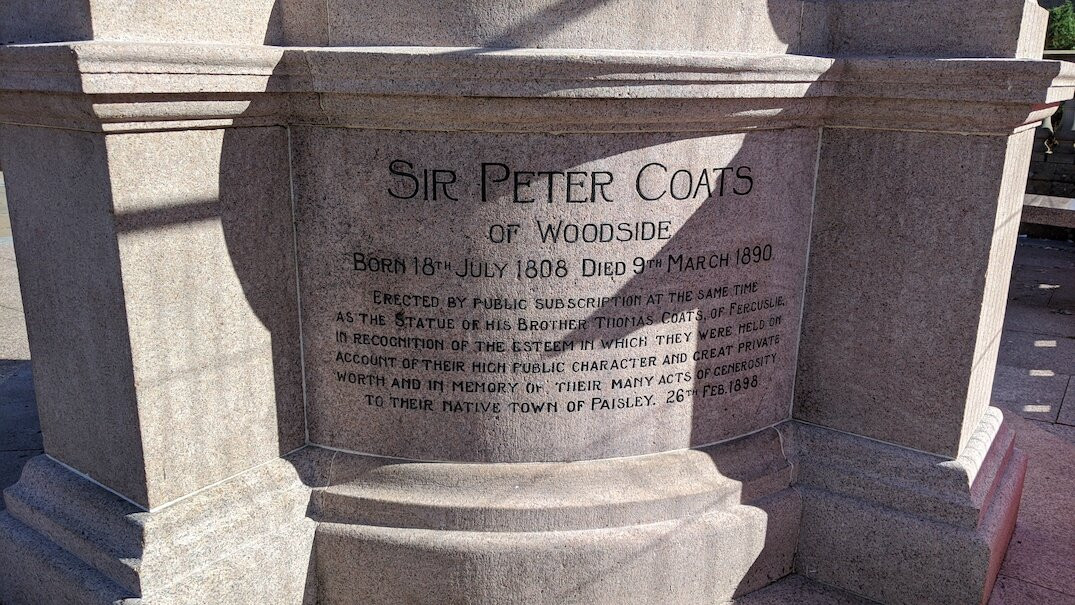 SIR PETER COATS
OF WOODSIDE
BORN 18TH JULY 1808 DIED 9TH MARCH 1890.
ERECTED BY PUBLIC SUBSCRIPTION AT THE SAME TIME
AS THE STATUE OF HIS BROTHER THOMAS COATS, OF FERGUSLIE,
IN RECOGNITION OF THE ESTEEM IN WHICH THEY WERE HELD ON
ACCOUNT OF THEIR HIGH PUBLIC CHARACTER AND GREAT PRIVATE
WORTH AND IN MEMORY OF THEIR MANY ACTS OF GENEROSITY
TO THEIR NATIVE TOWN OF PAISLEY. 26TH FEB. 1898.